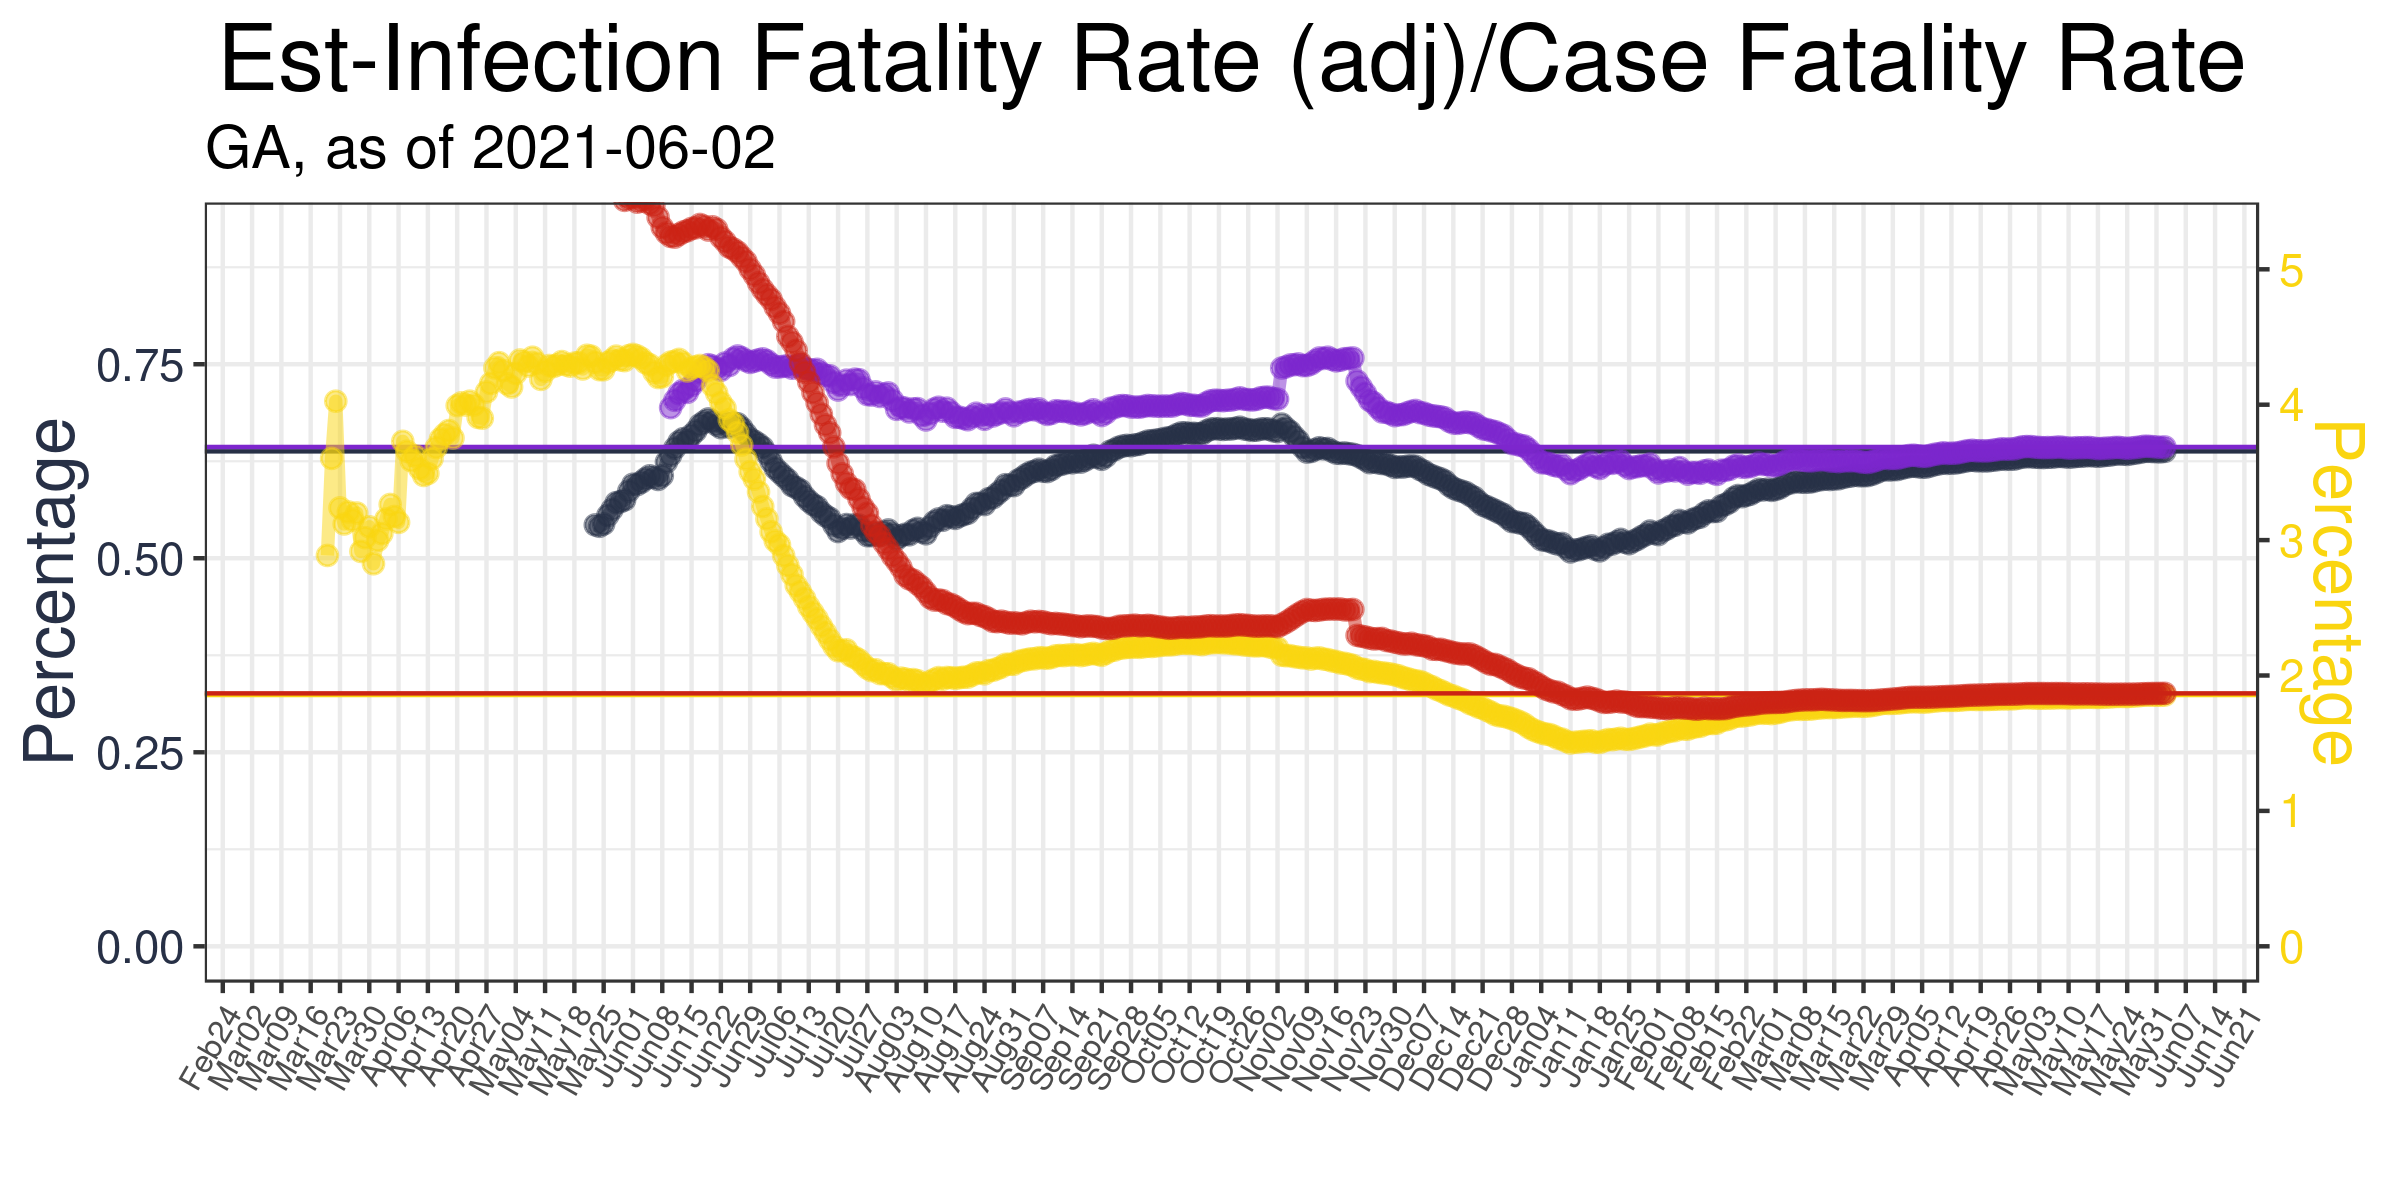 Est-Infection Fatality Rate (adj)/Case Fatality Rate
GA, as of 2021-06-02
Percentage
0.75
0.50
0.25
0.00
5
4
3
2
1
0
Percentage
Feb24
Mar02
Mar09
Mar16
Mar23
Mar30
Apr06
Apr13
Apr20
Apr27
May04
May11
May18
May25
Jun01
Jun08
Jun15
Jun22
Jun29
Jul06
Jul13
Jul20
Jul27
Aug03
Aug10
Aug17
Aug24
Aug31
Sep07
Sep14
Sep21
Sep28
Oct05
Oct12
Oct19
Oct26
Nov02
Nov09
Nov16
Nov23
Nov30
Dec07
Dec14
Dec21
Dec28
Jan04
Jan11
Jan18
Jan25
Feb01
Feb08
Feb15
Feb22
Mar01
Mar08
Mar15
Mar22
Mar29
Apr05
Apr12
Apr19
Apr26
May03
May10
May17
May24
May31
Jun07
Jun14
Jun21